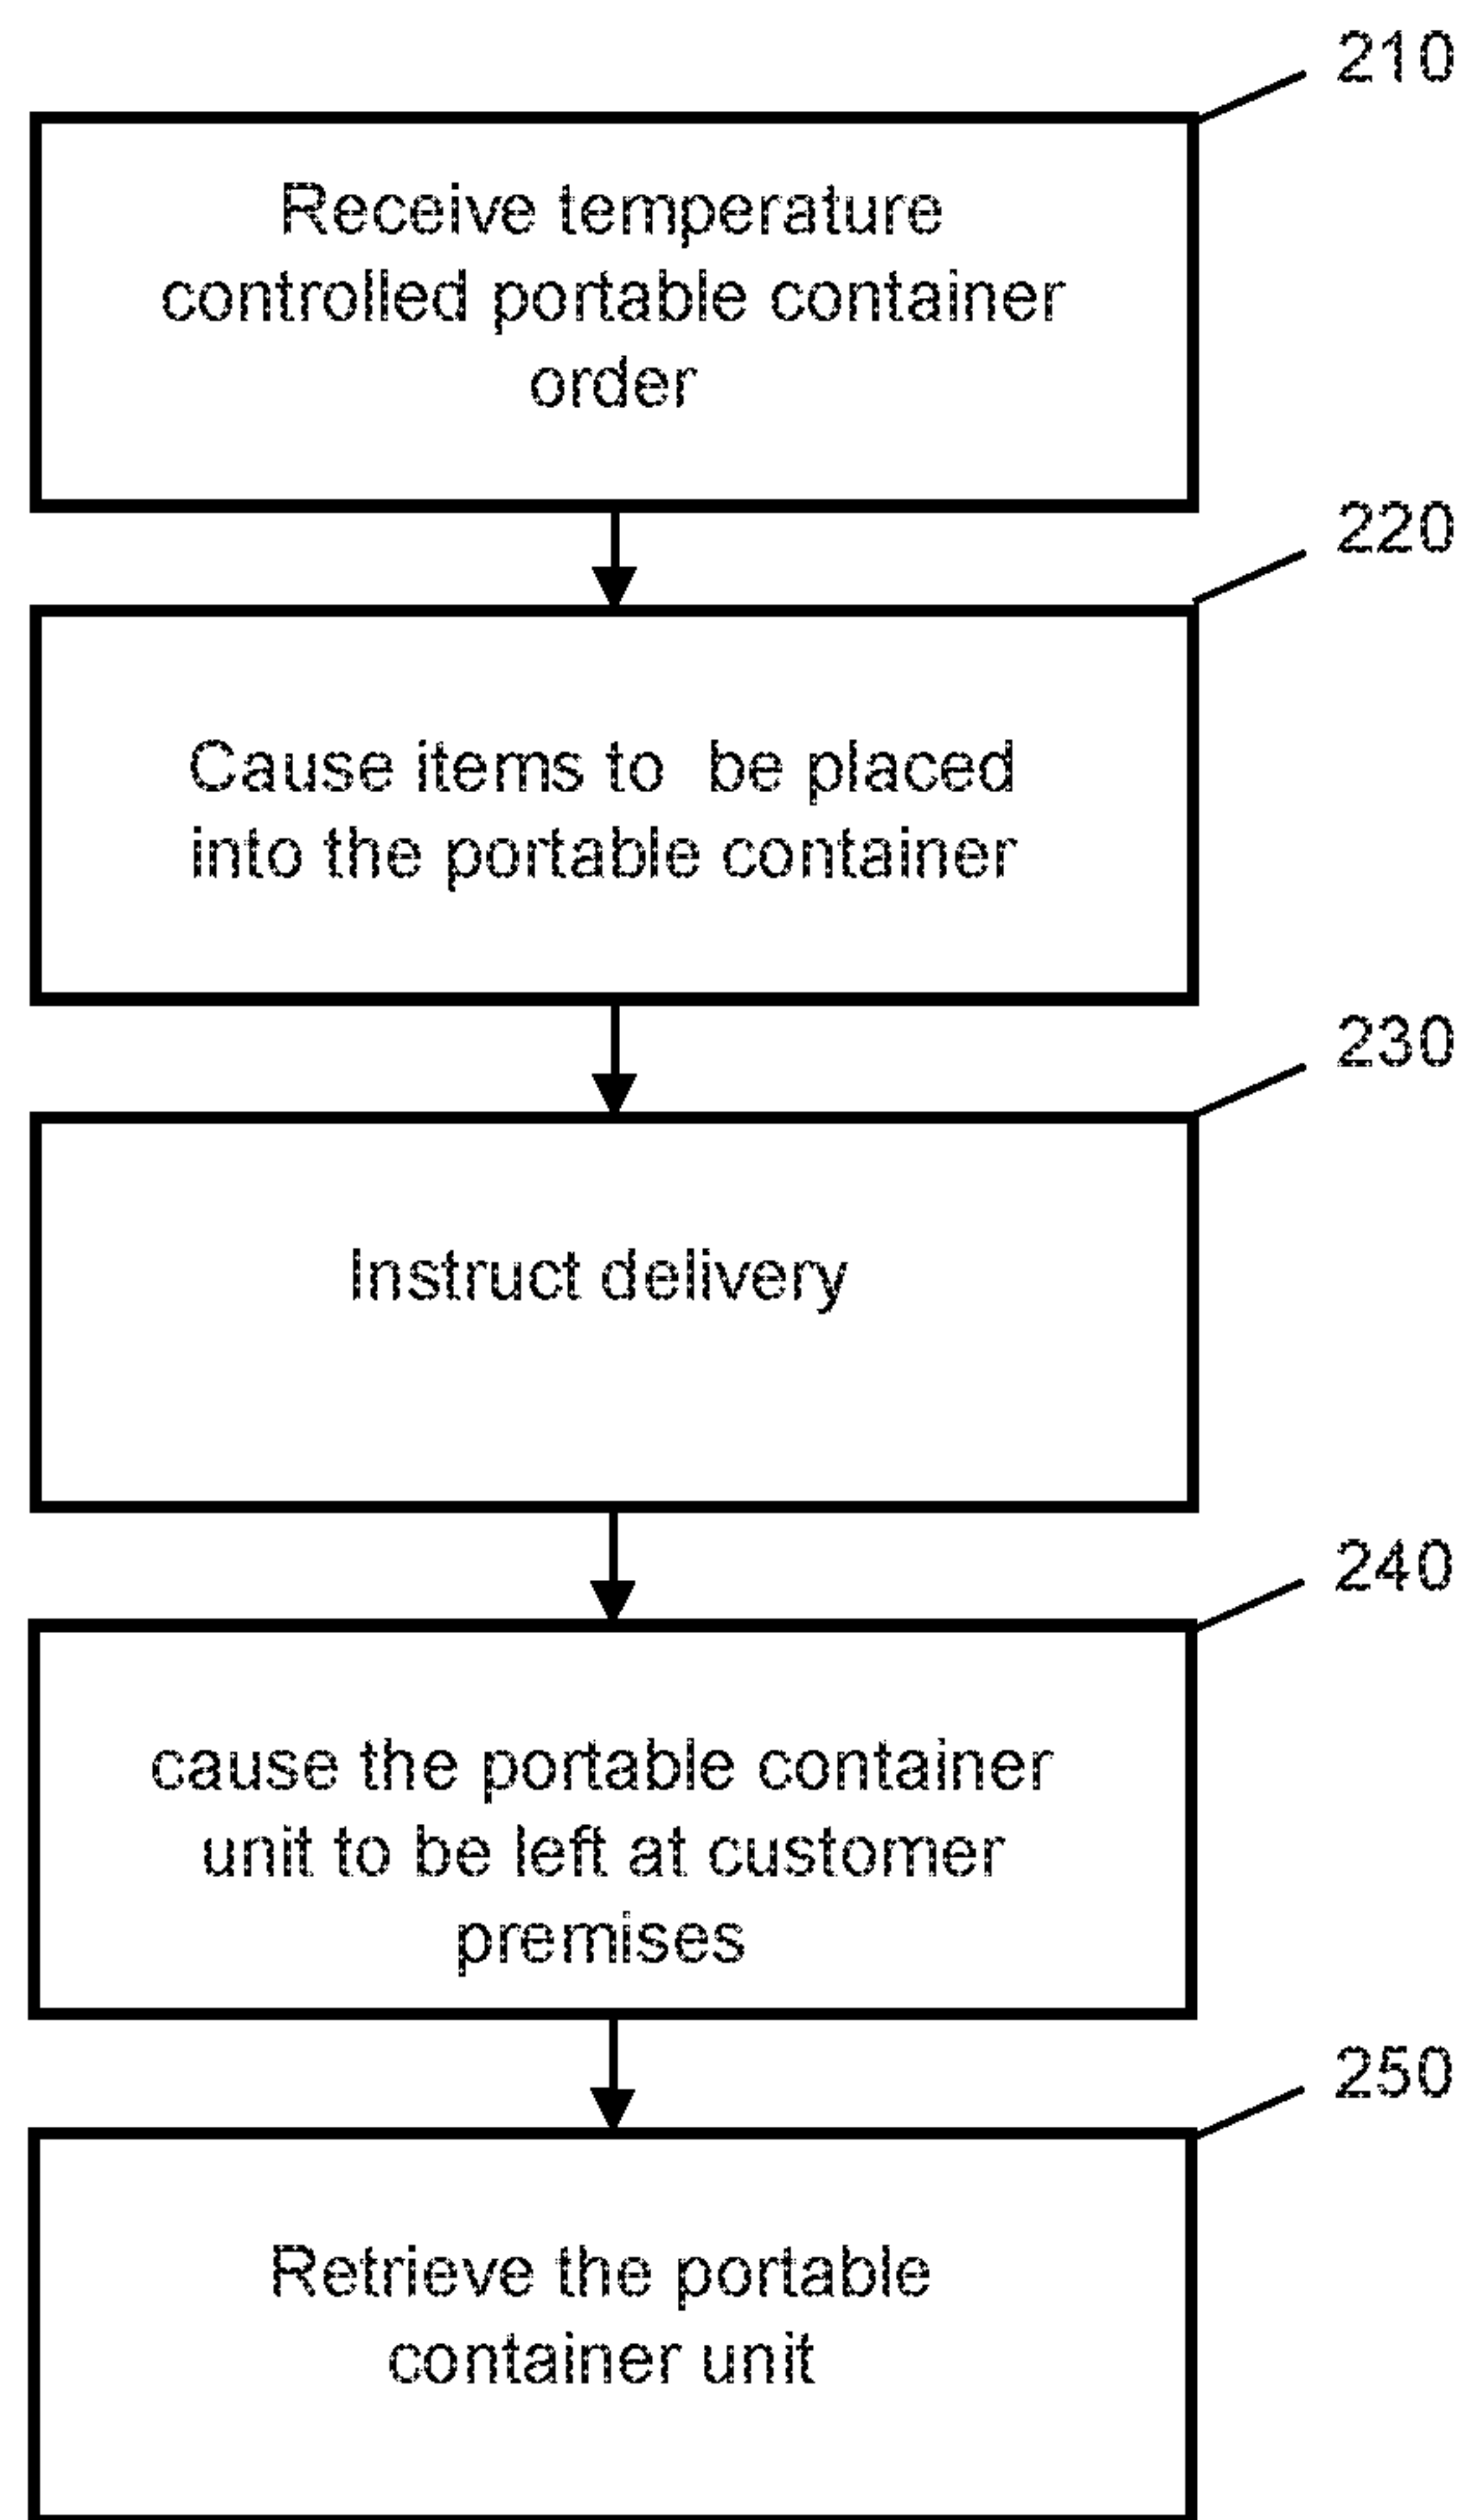 210
Receive temperature
controlled portable container
order
220
Cause items to be placed
into the portable container
230
Instruct delivery
240
cause the portable container
unit to be left at customer
premises
250
Retrieve the portable
container unit